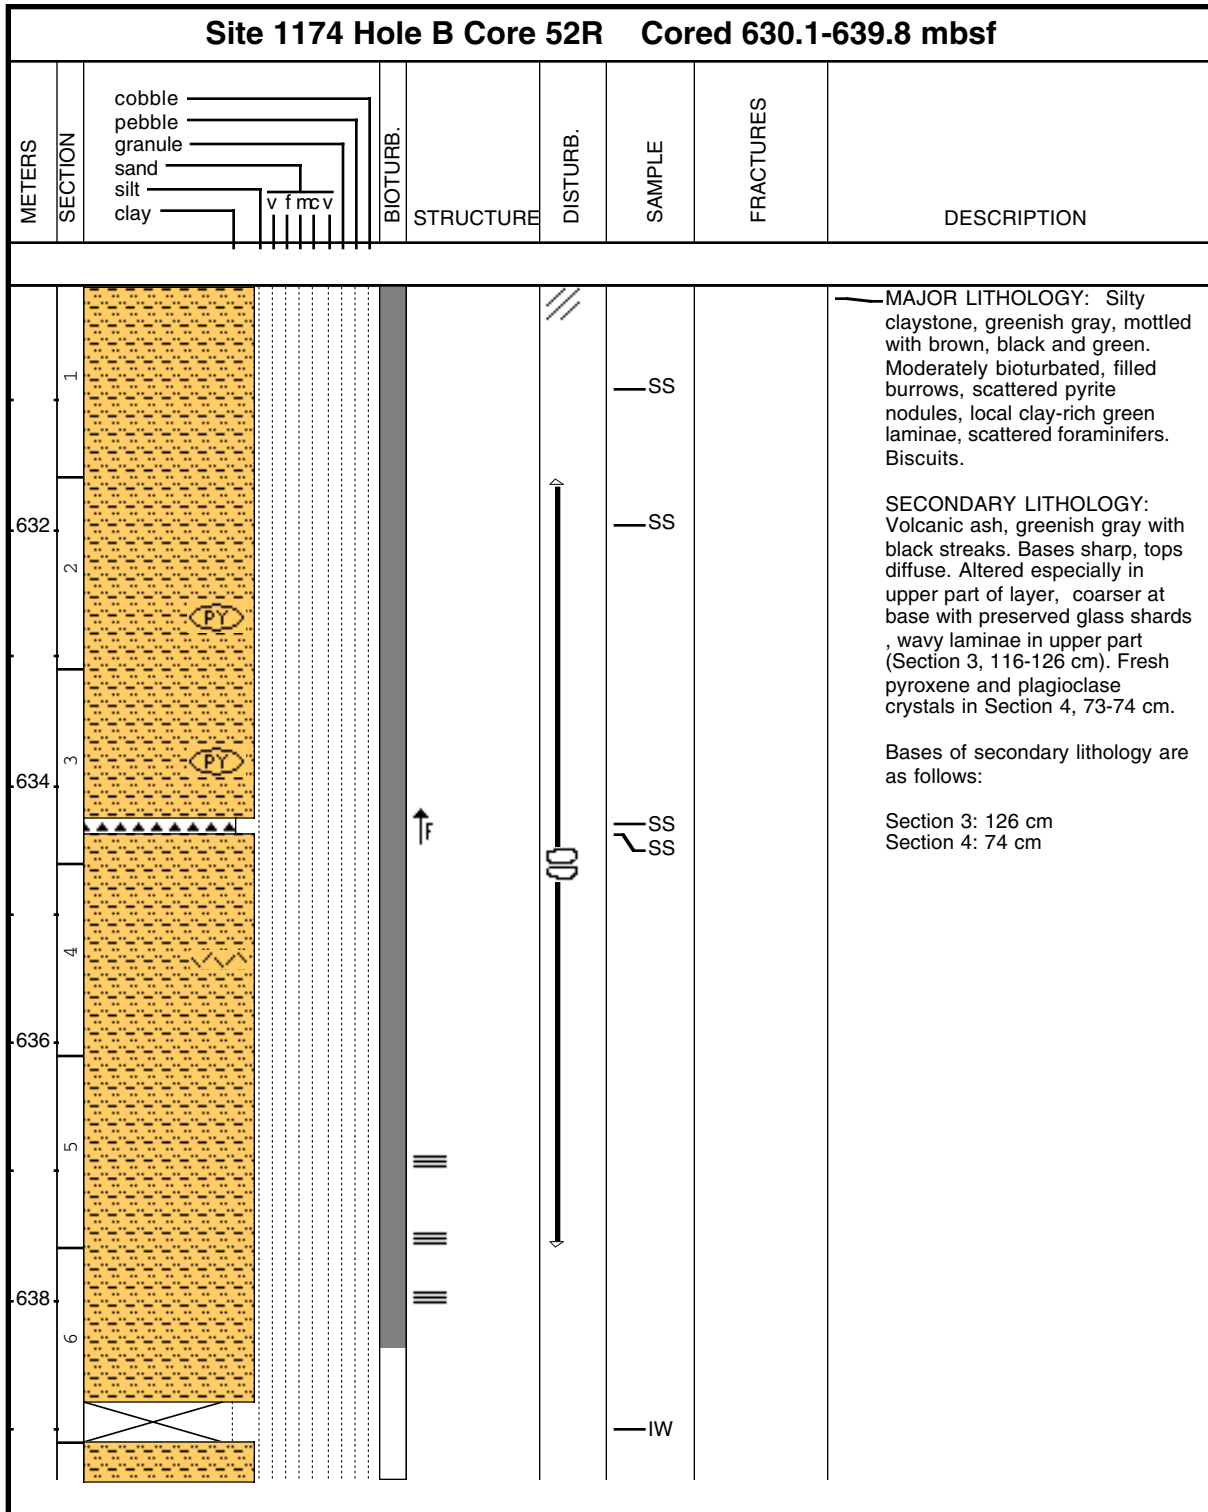 Site 1174 Hole B Core 52R Cored 630.1-639.8 mbsf
METERS
SECTION
cobble
pebble
granule
sand
silt
clay
v f m c v
BIOTURB.
STRUCTURE
DISTURB.
SAMPLE
FRACTURES
DESCRIPTION
1
2
3
4
5
6
632
634
636
638
PY
PY
F
SS
SS
SS
SS
IW
MAJOR LITHOLOGY: Silty
claystone, greenish gray, mottled
with brown, black and green.
Moderately bioturbated, filled
burrows, scattered pyrite
nodules, local clay-rich green
laminae, scattered foraminifers.
Biscuits.
SECONDARY LITHOLOGY:
Volcanic ash, greenish gray with
black streaks. Bases sharp, tops
diffuse. Altered especially in
upper part of layer, coarser at
base with preserved glass shards
, wavy laminae in upper part
(Section 3, 116-126 cm). Fresh
pyroxene and plagioclase
crystals in Section 4, 73-74 cm.
Bases of secondary lithology are
as follows:
Section 3: 126 cm
Section 4: 74 cm